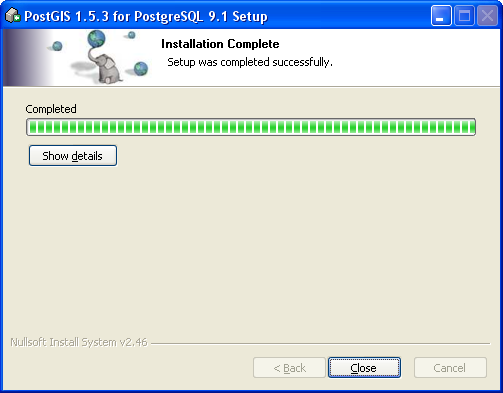 PostGIS 1.5.3 for PostgreSQL 9.1 Setup
Installation Complete
Setup was completed successfully.
Completed
Show details
Nullsoft Install System v2.46
< Back
Close
Cancel